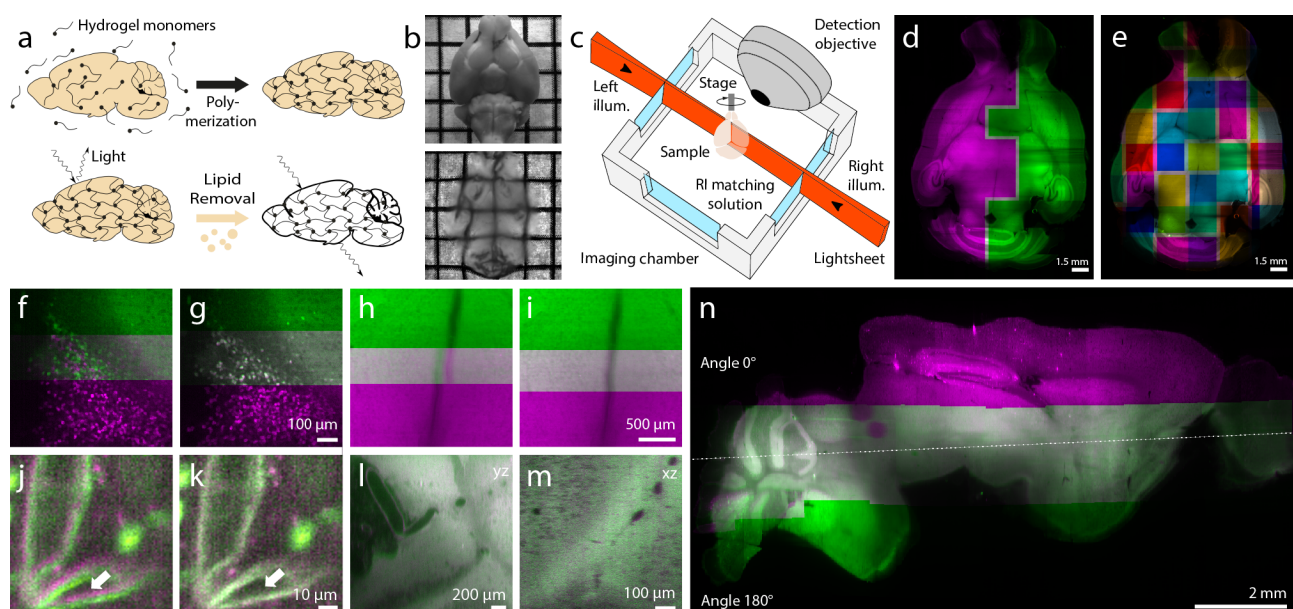 a
Hydrogel monomers
Poly-
merization
Light
Lipid
Removal
b
c
Detection
objective
Left
illum.
Stage
Sample
RI matching
solution
Right
illum.
Imaging chamber
Lightsheet
d
1.5 mm
e
1.5 mm
f
g
100 µm
h
i
500 µm
j
k
10 µm
l
yz
200 µm
m
xz
100 µm
n
Angle 0°
Angle 180°
2 mm